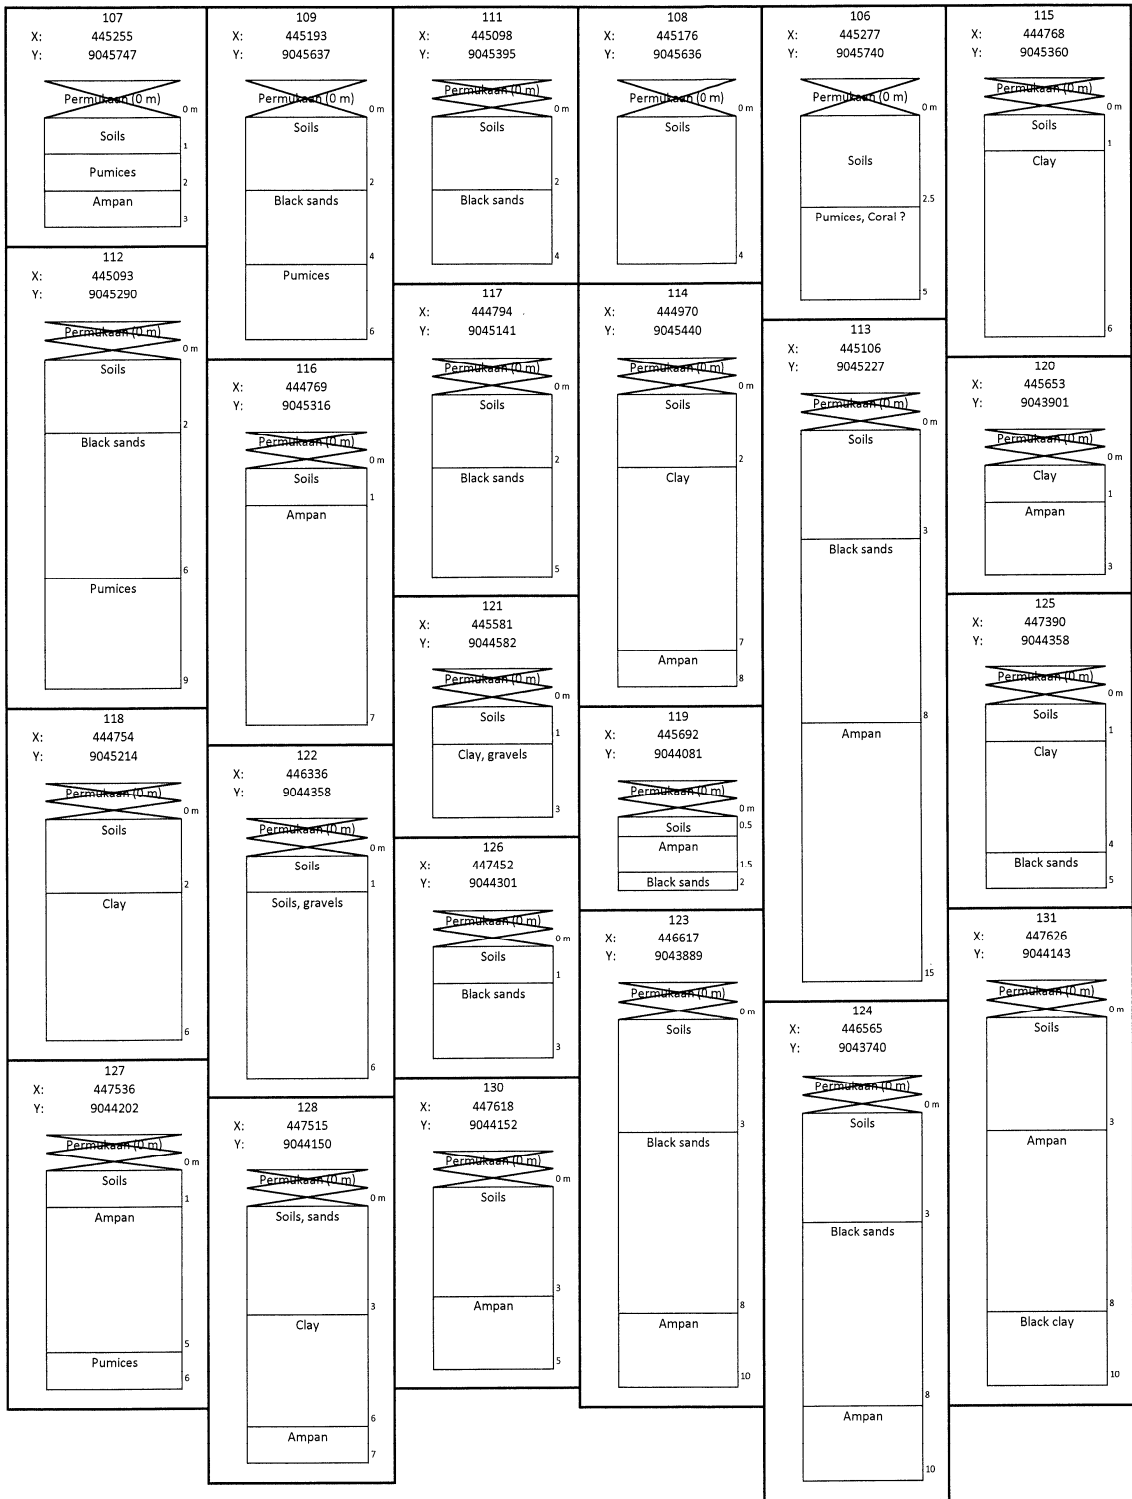 107
X: 445255
Y: 9045747
Permukaan (0 m)
0 m
Soils
1
Pumices
2
Ampan
3
112
X: 445093
Y: 9045290
Permukaan (0 m)
0 m
Soils
2
Black sands
6
Pumices
9
118
X: 444754
Y: 9045214
Permukaan (0 m)
0 m
Soils
2
Clay
6
127
X: 447536
Y: 9044202
Permukaan (0 m)
0 m
Soils
1
Ampan
5
Pumices
6
109
X: 445193
Y: 9045637
Permukaan (0 m)
0 m
Soils
2
Black sands
4
Pumices
6
116
X: 444769
Y: 9045316
Permukaan (0 m)
0 m
Soils
1
Ampan
7
122
X: 446336
Y: 9044358
Permukaan (0 m)
0 m
Soils
1
Soils, gravels
6
128
X: 447515
Y: 9044150
Permukaan (0 m)
0 m
Soils, sands
3
Clay
6
Ampan
7
111
X: 445098
Y: 9045395
Permukaan (0 m)
0 m
Soils
2
Black sands
4
117
X: 444794
Y: 9045141
Permukaan (0 m)
0 m
Soils
2
Black sands
5
121
X: 445581
Y: 9044582
Permukaan (0 m)
0 m
Soils
1
Clay, gravels
3
126
X: 447452
Y: 9044301
Permukaan (0 m)
0 m
Soils
1
Black sands
3
130
X: 447618
Y: 9044152
Permukaan (0 m)
0 m
Soils
3
Ampan
5
108
X: 445176
Y: 9045636
Permukaan (0 m)
0 m
Soils
4
114
X: 444970
Y: 9045440
Permukaan (0 m)
0 m
Soils
2
Clay
7
Ampan
8
119
X: 445692
Y: 9044081
Permukaan (0 m)
0 m
Soils
0.5
Ampan
1.5
Black sands
2
123
X: 446617
Y: 9043889
Permukaan (0 m)
0 m
Soils
3
Black sands
8
Ampan
10
106
X: 445277
Y: 9045740
Permukaan (0 m)
0 m
Soils
2.5
Pumices, Coral ?
5
113
X: 445106
Y: 9045227
Permukaan (0 m)
0 m
Soils
3
Black sands
8
Ampan
15
124
X: 446565
Y: 9043740
Permukaan (0 m)
0 m
Soils
3
Black sands
8
Ampan
10
115
X: 444768
Y: 9045360
Permukaan (0 m)
0 m
Soils
1
Clay
6
120
X: 445653
Y: 9043901
Permukaan (0 m)
0 m
Clay
1
Ampan
3
125
X: 447390
Y: 9044358
Permukaan (0 m)
0 m
Soils
1
Clay
4
Black sands
5
131
X: 447626
Y: 9044143
Permukaan (0 m)
0 m
Soils
3
Ampan
8
Black clay
10